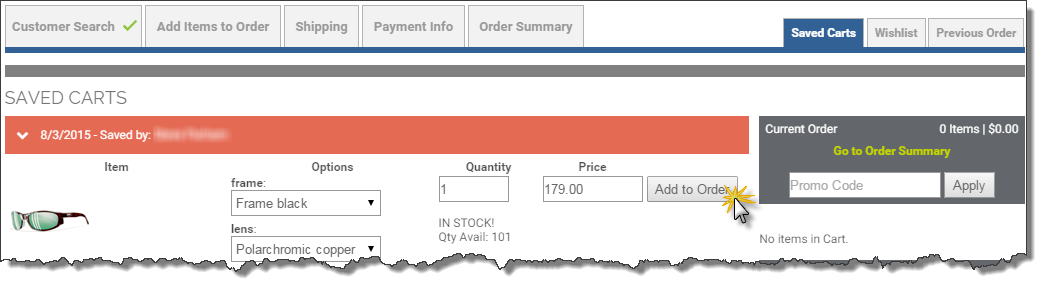 Customer Search
Add Items to Order
Shipping
Payment Info
Order Summary
Saved Carts
Wishlist
Previous Order
SAVED CARTS
8/3/2015 - Saved by:
Item
Options
Quantity
Price
frame:
Frame black
1
179.00
Add to Order
lens:
Polarchromic copper
IN STOCK!
Qty Avail: 101
Current Order
0 Items | $0.00
Go to Order Summary
Promo Code
Apply
No items in Cart.